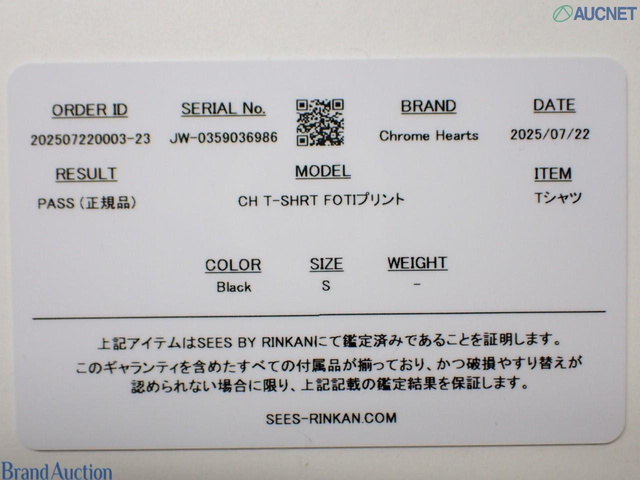 AUCNET
ORDER ID SERIAL No. BRAND DATE
202507220003-23 JW-0359036986 Chrome Hearts 2025/07/22
RESULT MODEL ITEM
PASS (正規品) CH T-SHRT FOTIプリント Tシャツ
COLOR SIZE WEIGHT
Black S -
上記アイテムはSEES BY RINKANにて鑑定済みであることを証明します。
このギャランティを含めたすべての付属品が揃っており、かつ破損やすり替えが
認められない場合に限り、上記記載の鑑定結果を保証します。
SEES-RINKAN.COM
Brand Auction